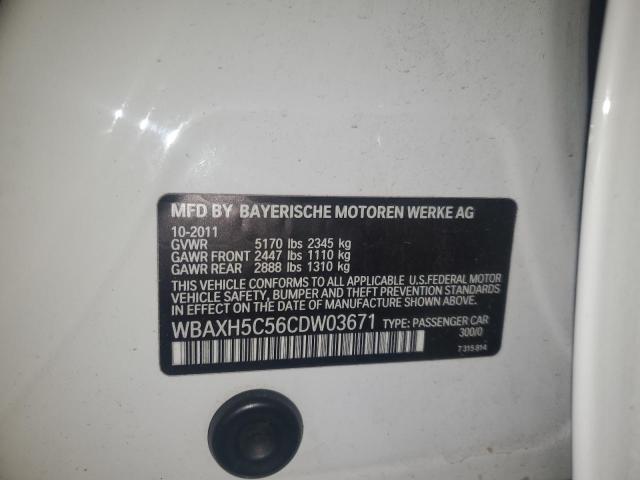 MFD BY BAYERISCHE MOTOREN WERKE AG
10-2011
GVWR 5170 lbs 2345 kg
GAWR FRONT 2447 lbs 1110 kg
GAWR REAR 2888 lbs 1310 kg
THIS VEHICLE CONFORMS TO ALL APPLICABLE U.S.FEDERAL MOTOR
VEHICLE SAFETY, BUMPER AND THEFT PREVENTION STANDARDS
IN EFFECT ON THE DATE OF MANUFACTURE SHOWN ABOVE.
WBAXH5C56CDW03671 TYPE: PASSENGER CAR
300/0
7 315 814